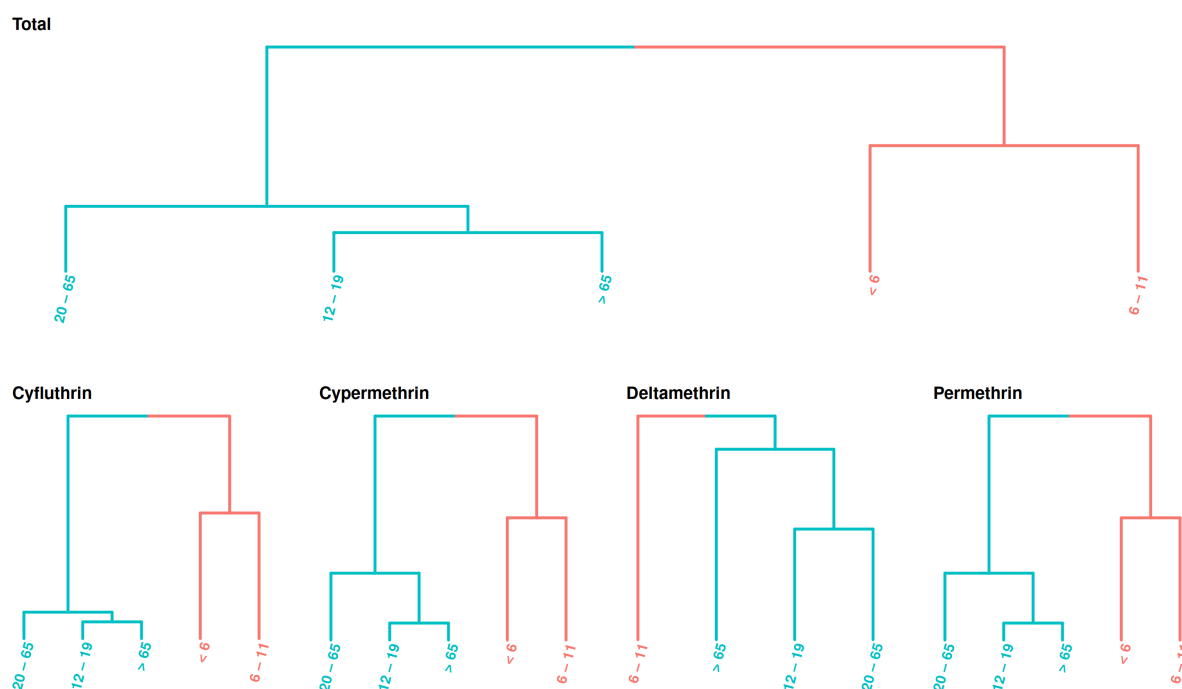 Total
20 – 65
12 – 19
> 65
< 6
6 – 11
Cyfluthrin
Cypermethrin
Deltamethrin
Permethrin
20 – 65
12 – 19
> 65
< 6
6 – 11
20 – 65
12 – 19
> 65
< 6
6 – 11
6 – 11
> 65
12 – 19
20 – 65
20 – 65
12 – 19
> 65
< 6
6 – 11